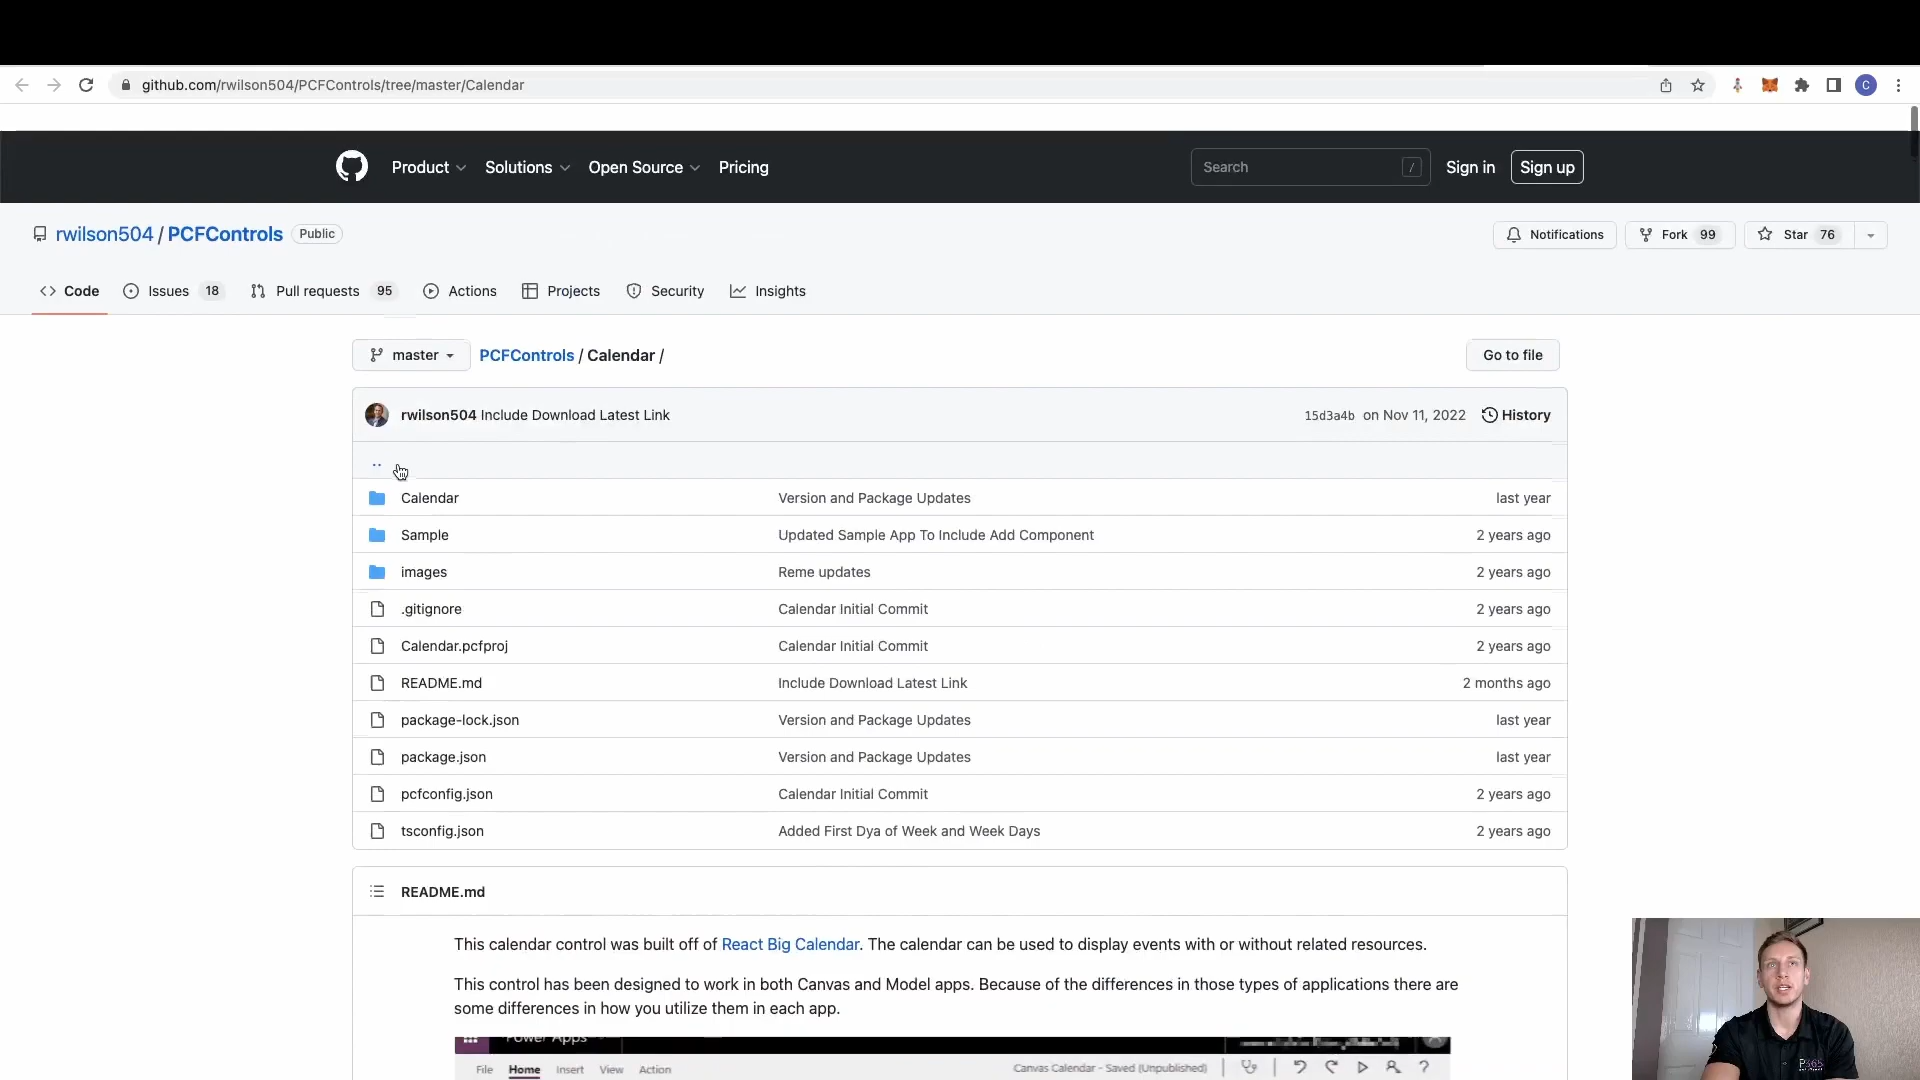 github.com/rwilson504/PCFControls/tree/master/Calendar
C
Product
Solutions
Open Source
Pricing
Search
/
Sign in
Sign up
rwilson504 / PCFControls
Public
Notifications
Fork 99
Star 76
Code
Issues 18
Pull requests 95
Actions
Projects
Security
Insights
master
PCFControls / Calendar /
Go to file
rwilson504 Include Download Latest Link
15d3a4b on Nov 11, 2022
History
..
Calendar Version and Package Updates last year
Sample Updated Sample App To Include Add Component 2 years ago
images Reme updates 2 years ago
.gitignore Calendar Initial Commit 2 years ago
Calendar.pcfproj Calendar Initial Commit 2 years ago
README.md Include Download Latest Link 2 months ago
package-lock.json Version and Package Updates last year
package.json Version and Package Updates last year
pcfconfig.json Calendar Initial Commit 2 years ago
tsconfig.json Added First Dya of Week and Week Days 2 years ago
README.md
This calendar control was built off of React Big Calendar. The calendar can be used to display events with or without related resources.
This control has been designed to work in both Canvas and Model apps. Because of the differences in those types of applications there are
some differences in how you utilize them in each app.
Power Apps
File Home Insert View Action
Canvas Calendar - Saved (Unpublished)
?
P365